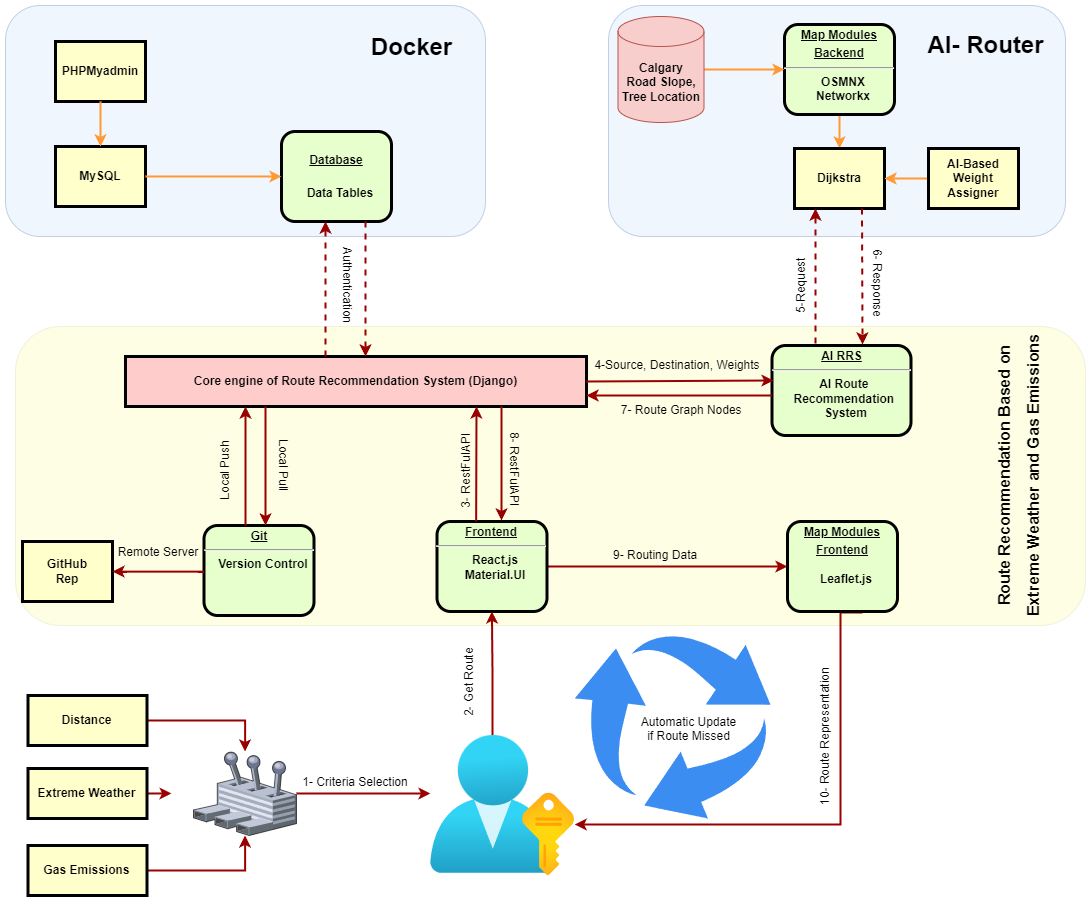 Docker
PHPMyadmin
MySQL
Database
Data Tables
AI- Router
Calgary
Road Slope,
Tree Location
Map Modules
Backend
OSMNX
Networkx
Dijkstra
AI-Based
Weight
Assigner
Authentication
5-Request
6- Response
Core engine of Route Recommendation System (Django)
4-Source, Destination, Weights
7- Route Graph Nodes
AI RRS
AI Route
Recommendation
System
Route Recommendation Based on
Extreme Weather and Gas Emissions
Local Push
Local Pull
3- RestFulAPI
8- RestFulAPI
GitHub
Rep
Remote Server
Git
Version Control
Frontend
React.js
Material.UI
9- Routing Data
Map Modules
Frontend
Leaflet.js
2- Get Route
Automatic Update
if Route Missed
10- Route Representation
Distance
Extreme Weather
Gas Emissions
1- Criteria Selection